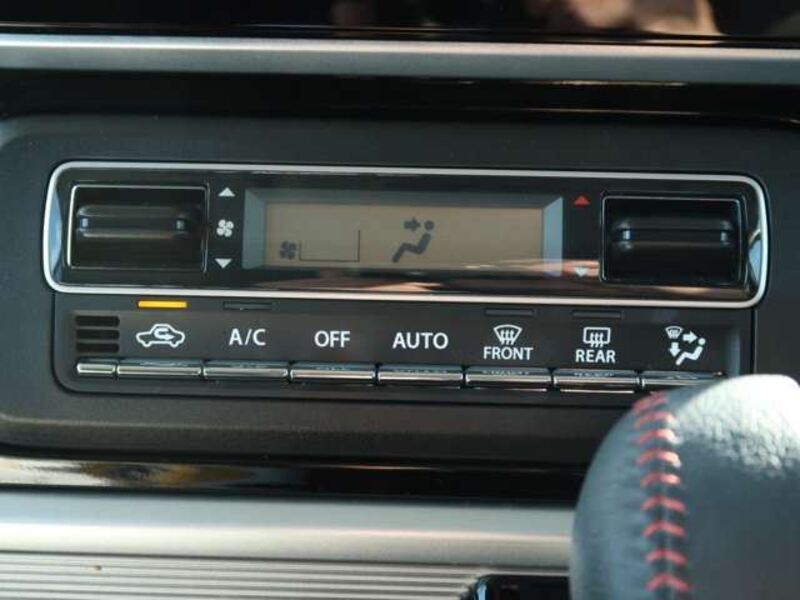 A/C OFF AUTO FRONT REAR